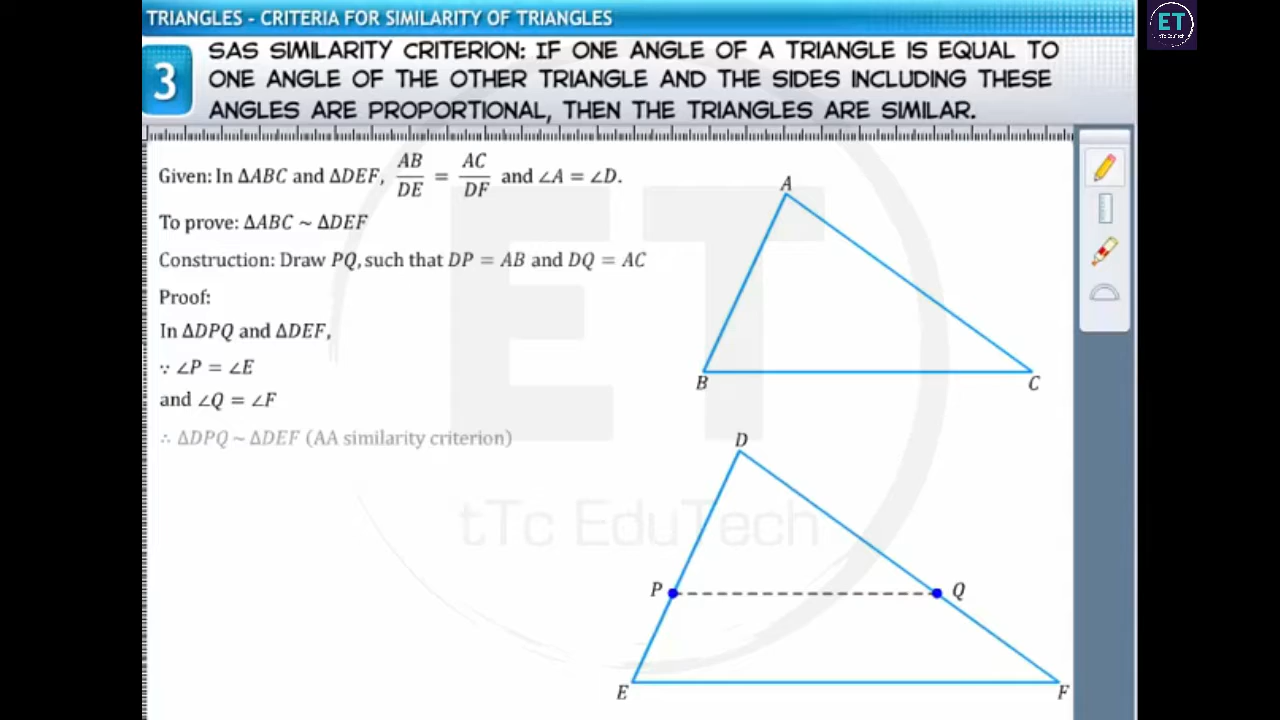 TRIANGLES - CRITERIA FOR SIMILARITY OF TRIANGLES
ET
3
SAS SIMILARITY CRITERION: IF ONE ANGLE OF A TRIANGLE IS EQUAL TO
ONE ANGLE OF THE OTHER TRIANGLE AND THE SIDES INCLUDING THESE
ANGLES ARE PROPORTIONAL, THEN THE TRIANGLES ARE SIMILAR.
Given: In ΔABC and ΔDEF, AB/DE = AC/DF and ∠A = ∠D.
To prove: ΔABC ~ ΔDEF
Construction: Draw PQ, such that DP = AB and DQ = AC
Proof:
In ΔDPQ and ΔDEF,
∵ ∠P = ∠E
and ∠Q = ∠F
∴ ΔDPQ ~ ΔDEF (AA similarity criterion)
A
B
C
D
P
Q
E
F
ET
tTc EduTech